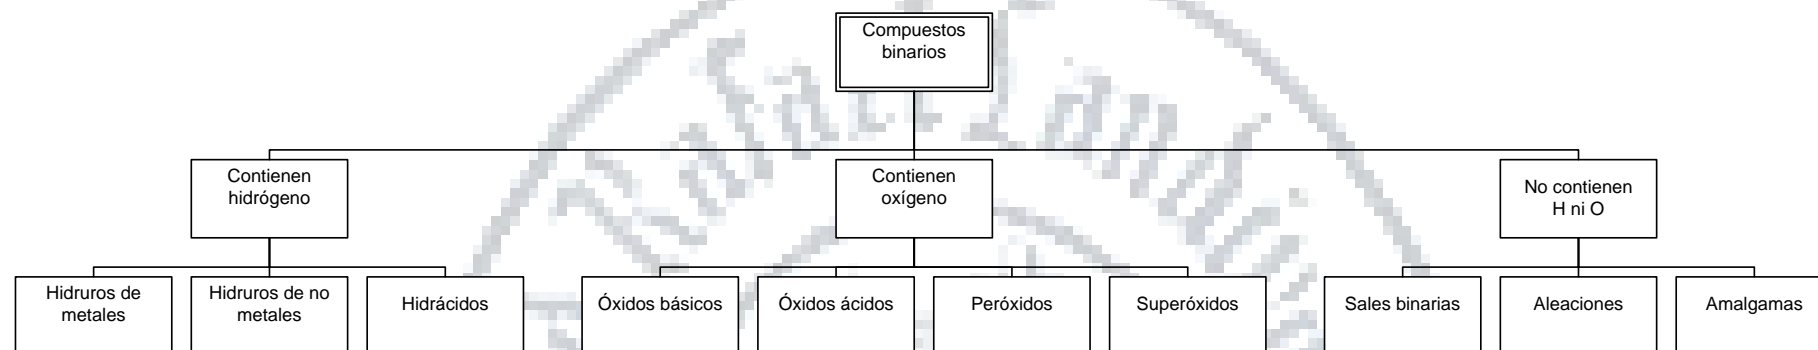 Compuestos
binarios
Contienen
hidrógeno
Contienen
oxígeno
No contienen
H ni O
Hidruros de
metales
Hidruros de no
metales
Hidrácidos
Óxidos básicos
Óxidos ácidos
Peróxidos
Superóxidos
Sales binarias
Aleaciones
Amalgamas